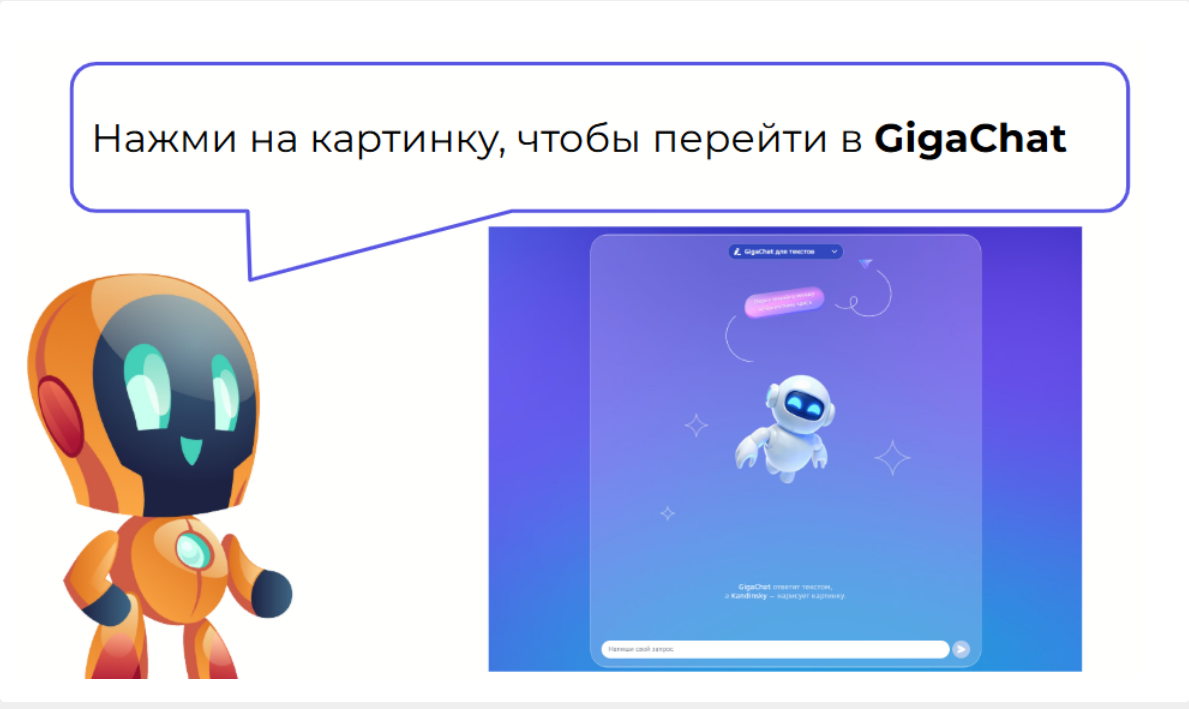 Нажми на картинку, чтобы перейти в GigaChat
GigaChat для текстов
GigaChat ответит текстом,
а Kandinsky — нарисует картинку.
Напиши свой запрос